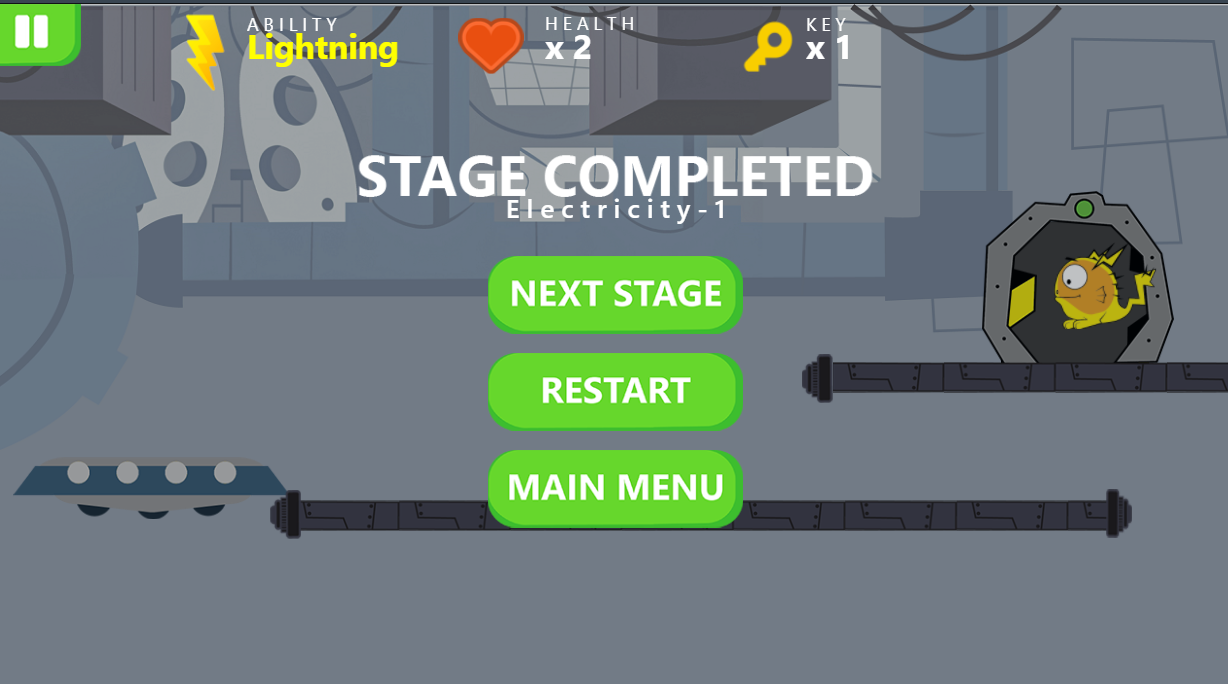 ABILITY
Lightning
HEALTH
x 2
KEY
x 1
STAGE COMPLETED
Electricity-1
NEXT STAGE
RESTART
MAIN MENU